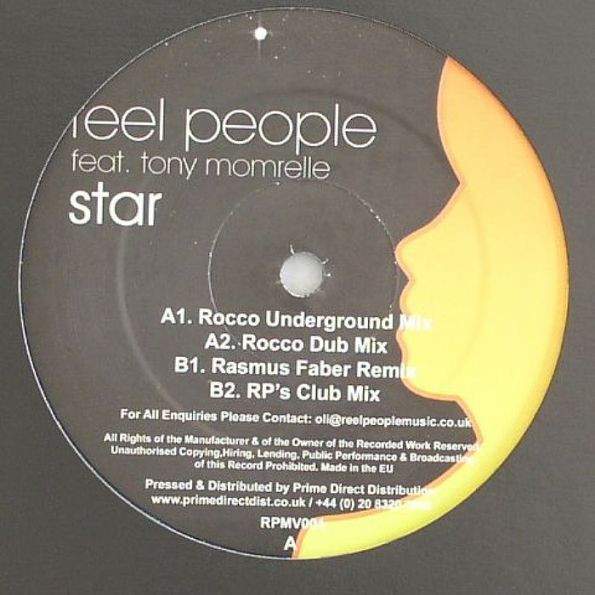 reel people
feat. tony momrelle
star
A1. Rocco Underground Mix
A2. Rocco Dub Mix
B1. Rasmus Faber Remix
B2. RP's Club Mix
For All Enquiries Please Contact: oli@reelpeoplemusic.co.uk
All Rights of the Manufacturer & of the Owner of the Recorded Work Reserved
Unauthorised Copying,Hiring, Lending, Public Performance & Broadcasting
of this Record Prohibited. Made in the EU
Pressed & Distributed by Prime Direct Distribution
www.primedirectdist.co.uk / +44 (0) 20 8320
A